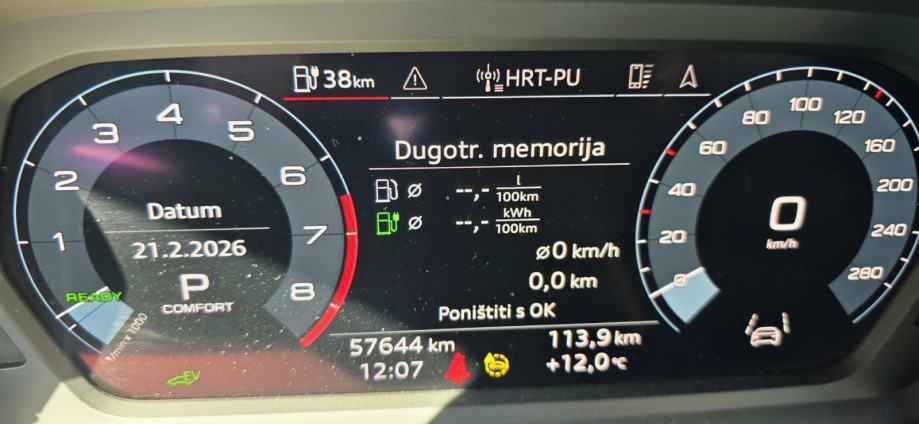 38km HRT-PU
1 2 3 4 5 6 7 8
1/min x 1000
Datum
21.2.2026
P
COMFORT
READY
EV
Dugotr. memorija
ø --,- l/100km
ø --,- kWh/100km
ø0 km/h
0,0 km
Poništiti s OK
57644 km 113,9 km
12:07 +12,0 °C
0 20 40 60 80 100 120 160 200 240 280
0
km/h